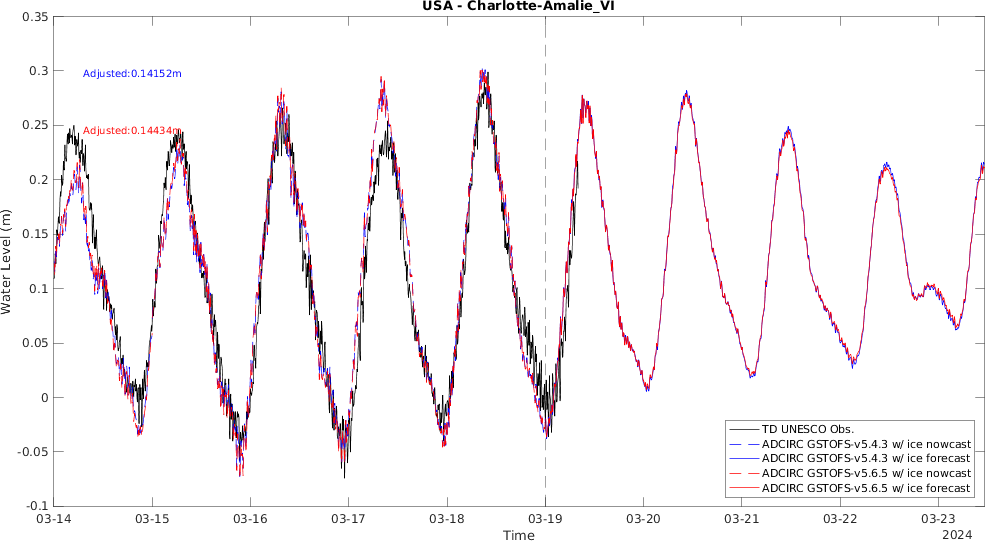 USA - Charlotte-Amalie_VI
0.35
0.3
0.25
0.2
0.15
0.1
0.05
0
-0.05
-0.1
Water Level (m)
Adjusted:0.14152m
Adjusted:0.14434m
TD UNESCO Obs.
ADCIRC GSTOFS-v5.4.3 w/ ice nowcast
ADCIRC GSTOFS-v5.4.3 w/ ice forecast
ADCIRC GSTOFS-v5.6.5 w/ ice nowcast
ADCIRC GSTOFS-v5.6.5 w/ ice forecast
03-14 03-15 03-16 03-17 03-18 03-19 03-20 03-21 03-22 03-23
Time
2024